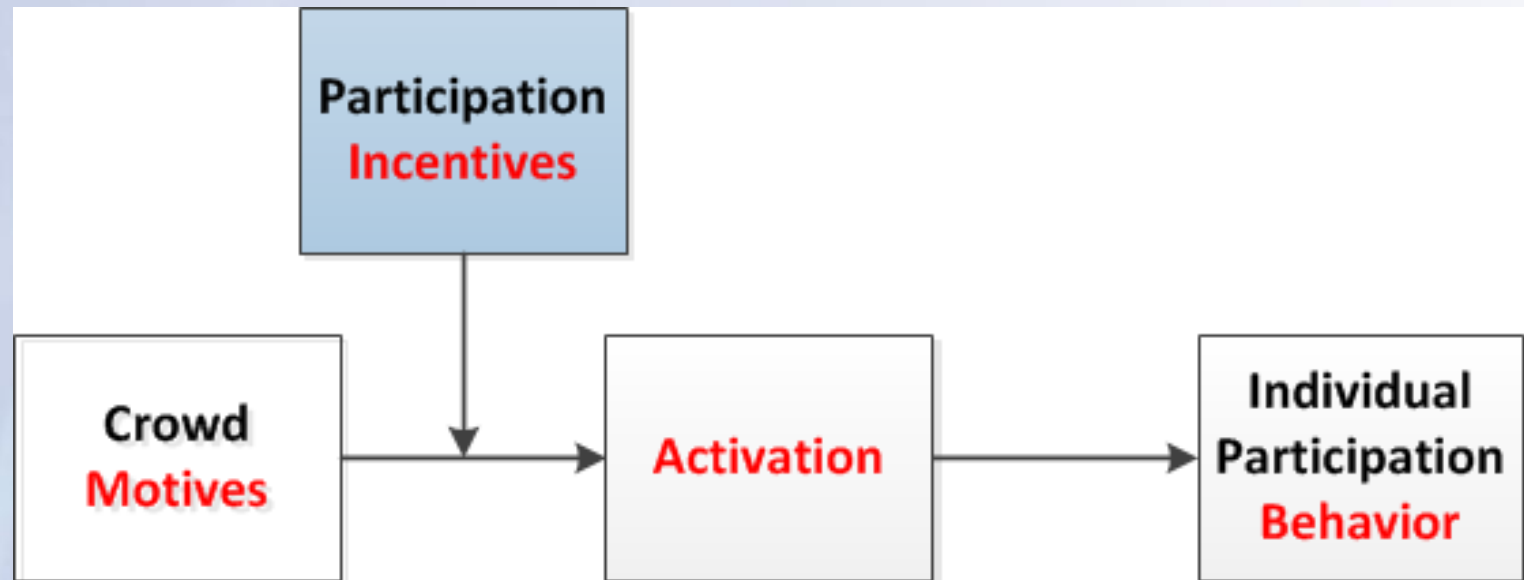 Participation
Incentives
Crowd
Motives
Activation
Individual
Participation
Behavior